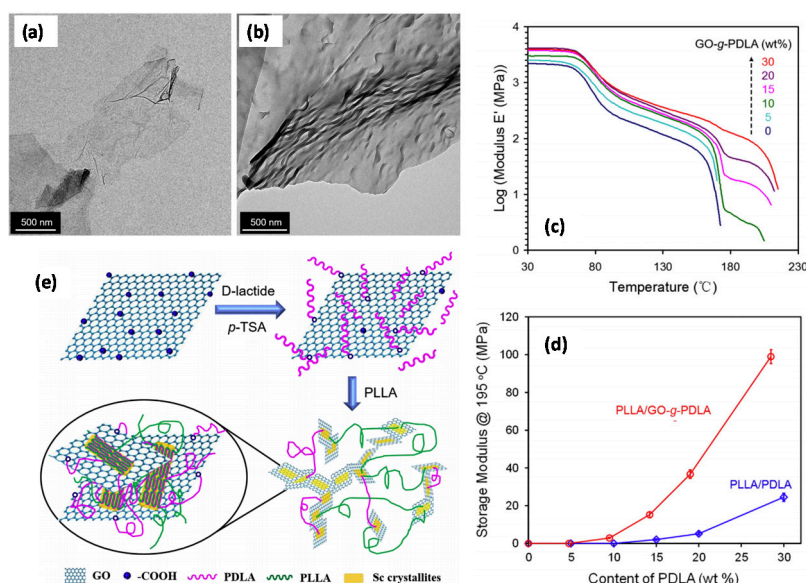 (a)
500 nm
(b)
500 nm
(c)
GO-g-PDLA (wt%)
30
20
15
10
5
0
Log (Modulus E' (MPa))
4
3
2
1
0
30
80
130
180
230
Temperature (℃)
(d)
Storage Modulus @ 195 °C (MPa)
120
100
80
60
40
20
0
PLLA/GO-g-PDLA
PLLA/PDLA
0
5
10
15
20
25
30
Content of PDLA (wt %)
(e)
D-lactide
p-TSA
PLLA
GO
-COOH
PDLA
PLLA
Sc crystallites